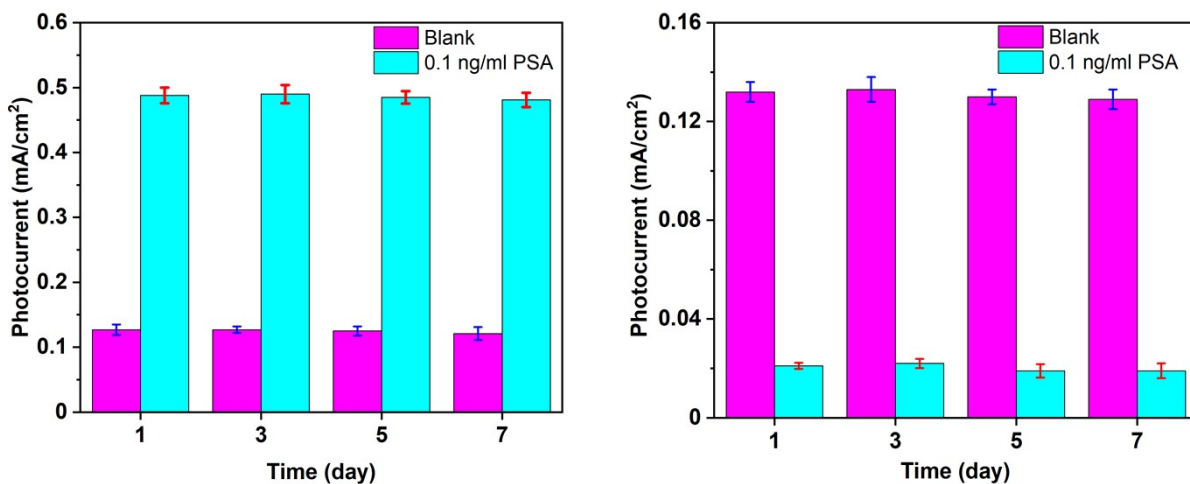 0.6
0.5
0.4
0.3
0.2
0.1
0
Photocurrent (mA/cm²)
Blank
0.1 ng/ml PSA
1 3 5 7
Time (day)
0.16
0.12
0.08
0.04
0
Photocurrent (mA/cm²)
Blank
0.1 ng/ml PSA
1 3 5 7
Time (day)